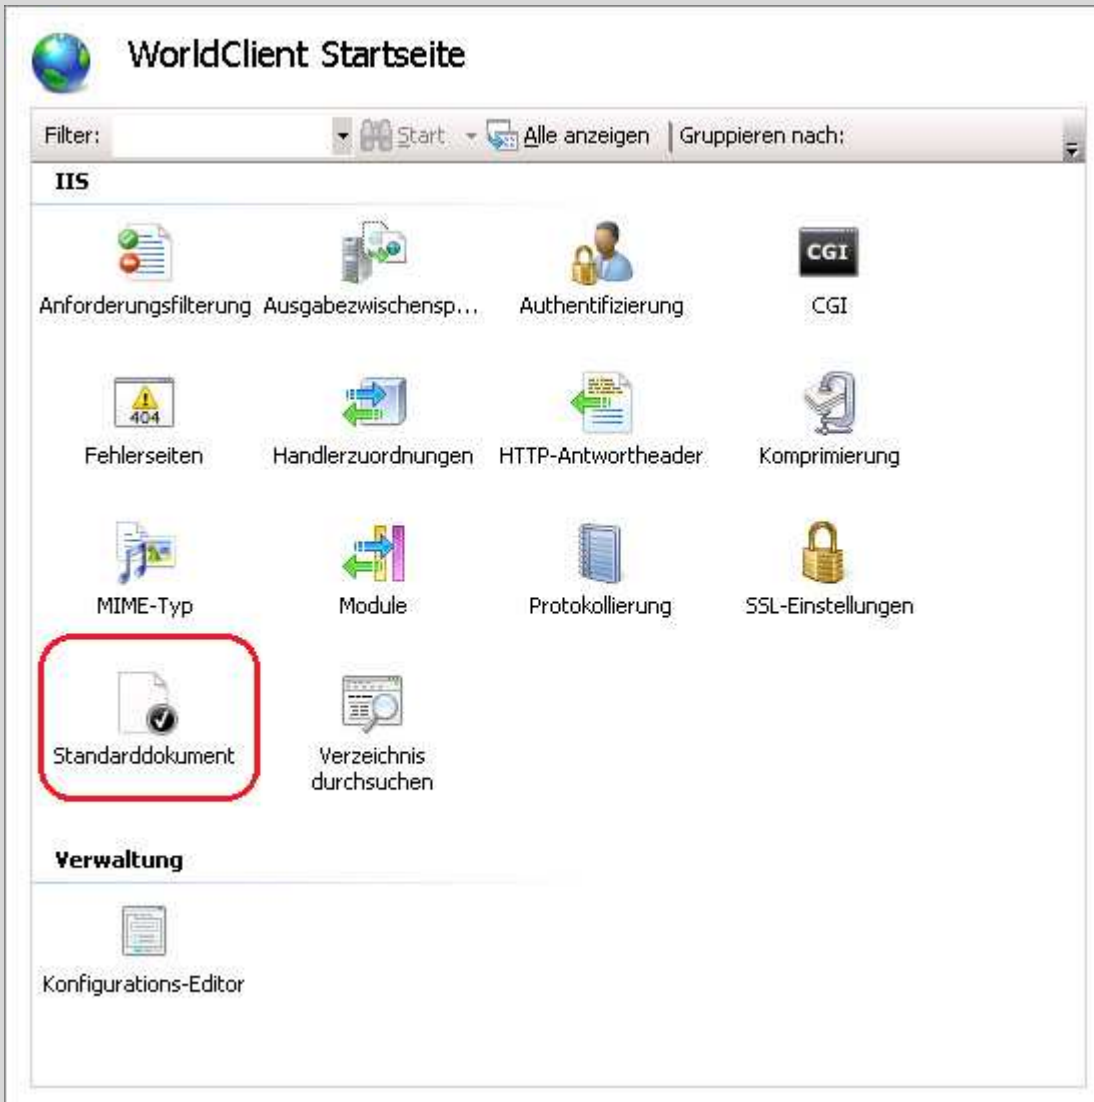 WorldClient Startseite
Filter: Start Alle anzeigen Gruppieren nach:
IIS
Anforderungsfilterung Ausgabezwischensp... Authentifizierung CGI
CGI
404
Fehlerseiten Handlerzuordnungen HTTP-Antwortheader Komprimierung
MIME-Typ Module Protokollierung SSL-Einstellungen
Standarddokument Verzeichnis
durchsuchen
Verwaltung
Konfigurations-Editor